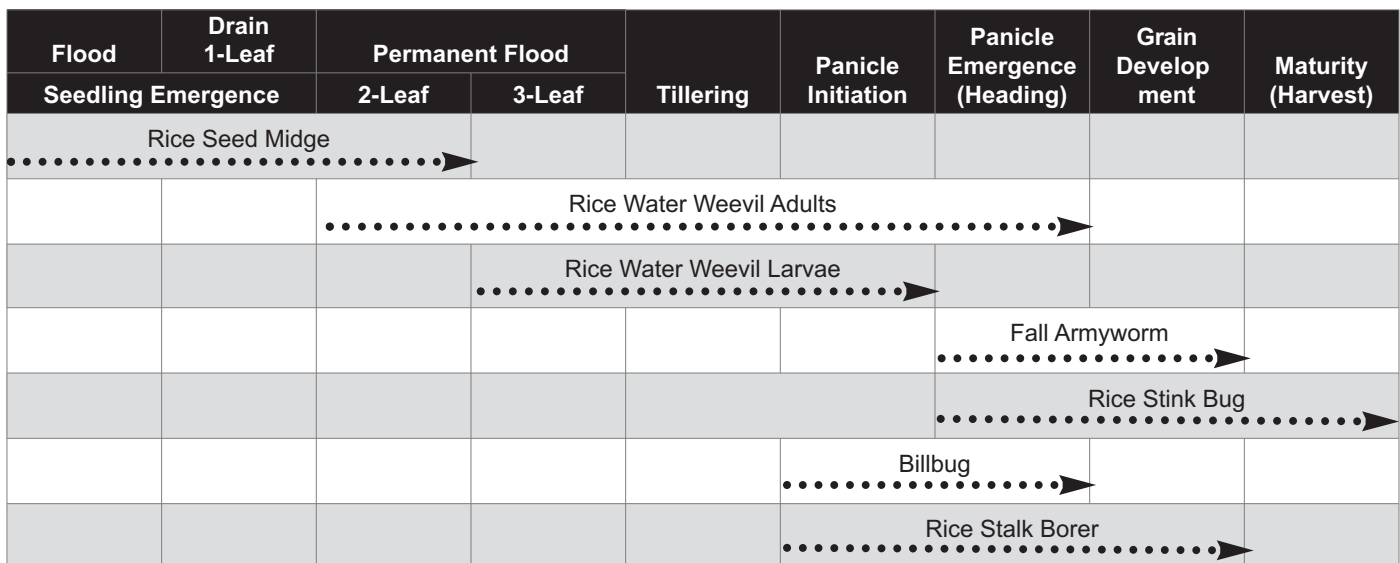 Flood
Drain
1-Leaf
Permanent Flood
Seedling Emergence
2-Leaf
3-Leaf
Tillering
Panicle
Initiation
Panicle
Emergence
(Heading)
Grain
Develop
ment
Maturity
(Harvest)
Rice Seed Midge
Rice Water Weevil Adults
Rice Water Weevil Larvae
Fall Armyworm
Rice Stink Bug
Billbug
Rice Stalk Borer